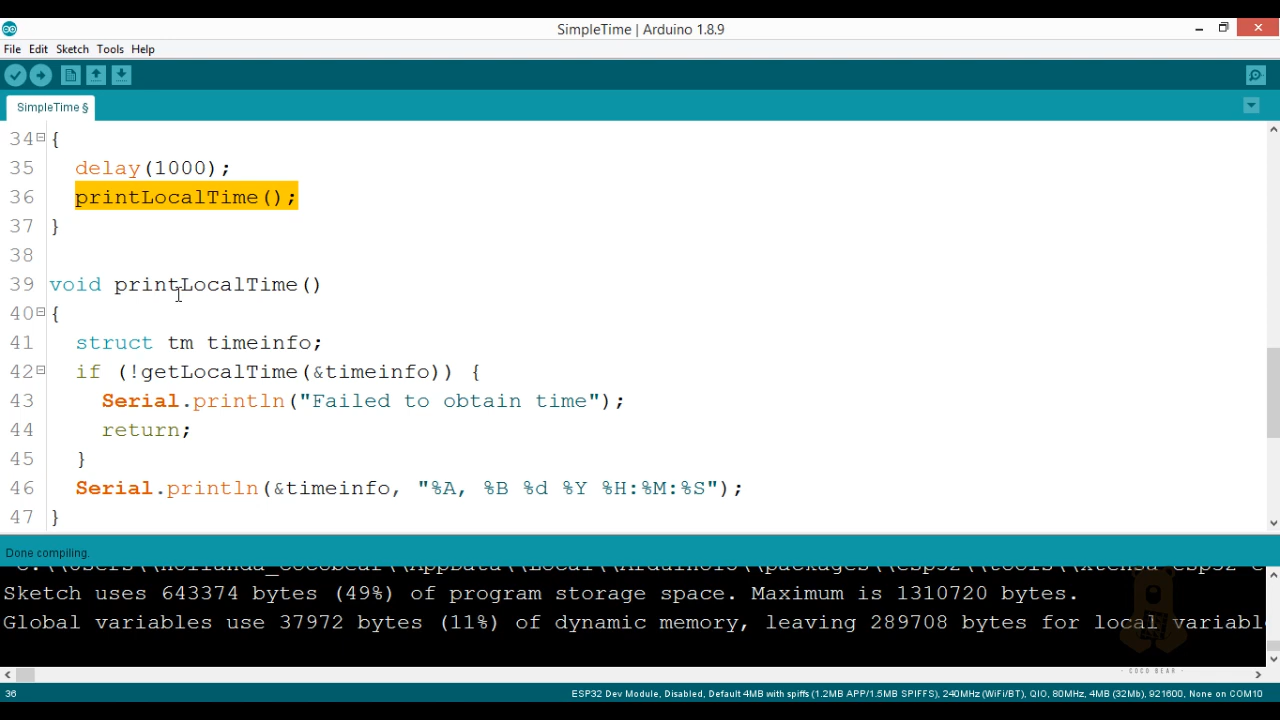 SimpleTime | Arduino 1.8.9
File Edit Sketch Tools Help
SimpleTime §
34 {
35 delay(1000);
36 printLocalTime();
37 }
38
39 void printLocalTime()
40 {
41 struct tm timeinfo;
42 if (!getLocalTime(&timeinfo)) {
43 Serial.println("Failed to obtain time");
44 return;
45 }
46 Serial.println(&timeinfo, "%A, %B %d %Y %H:%M:%S");
47 }
Done compiling.
Sketch uses 643374 bytes (49%) of program storage space. Maximum is 1310720 bytes.
Global variables use 37972 bytes (11%) of dynamic memory, leaving 289708 bytes for local variabl
- COCO BEAR -
36 ESP32 Dev Module, Disabled, Default 4MB with spiffs (1.2MB APP/1.5MB SPIFFS), 240MHz (WiFi/BT), QIO, 80MHz, 4MB (32Mb), 921600, None on COM10